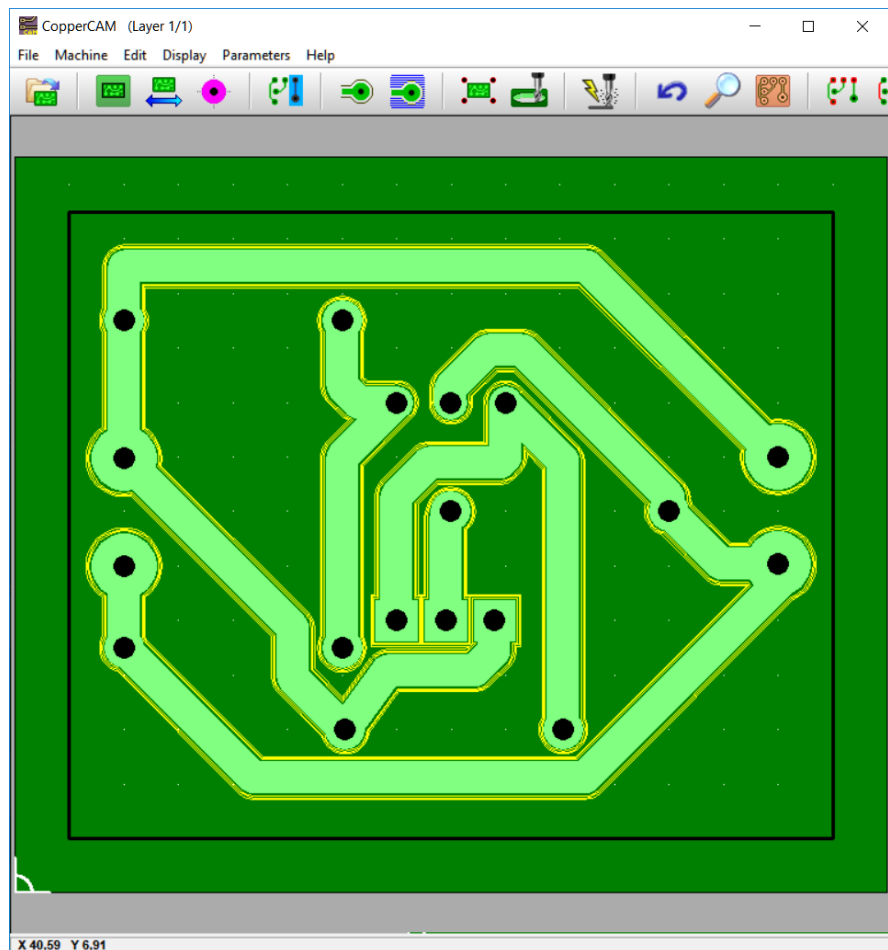 CopperCAM   (Layer 1/1)
File   Machine   Edit   Display   Parameters   Help
X 40.59   Y 6.91